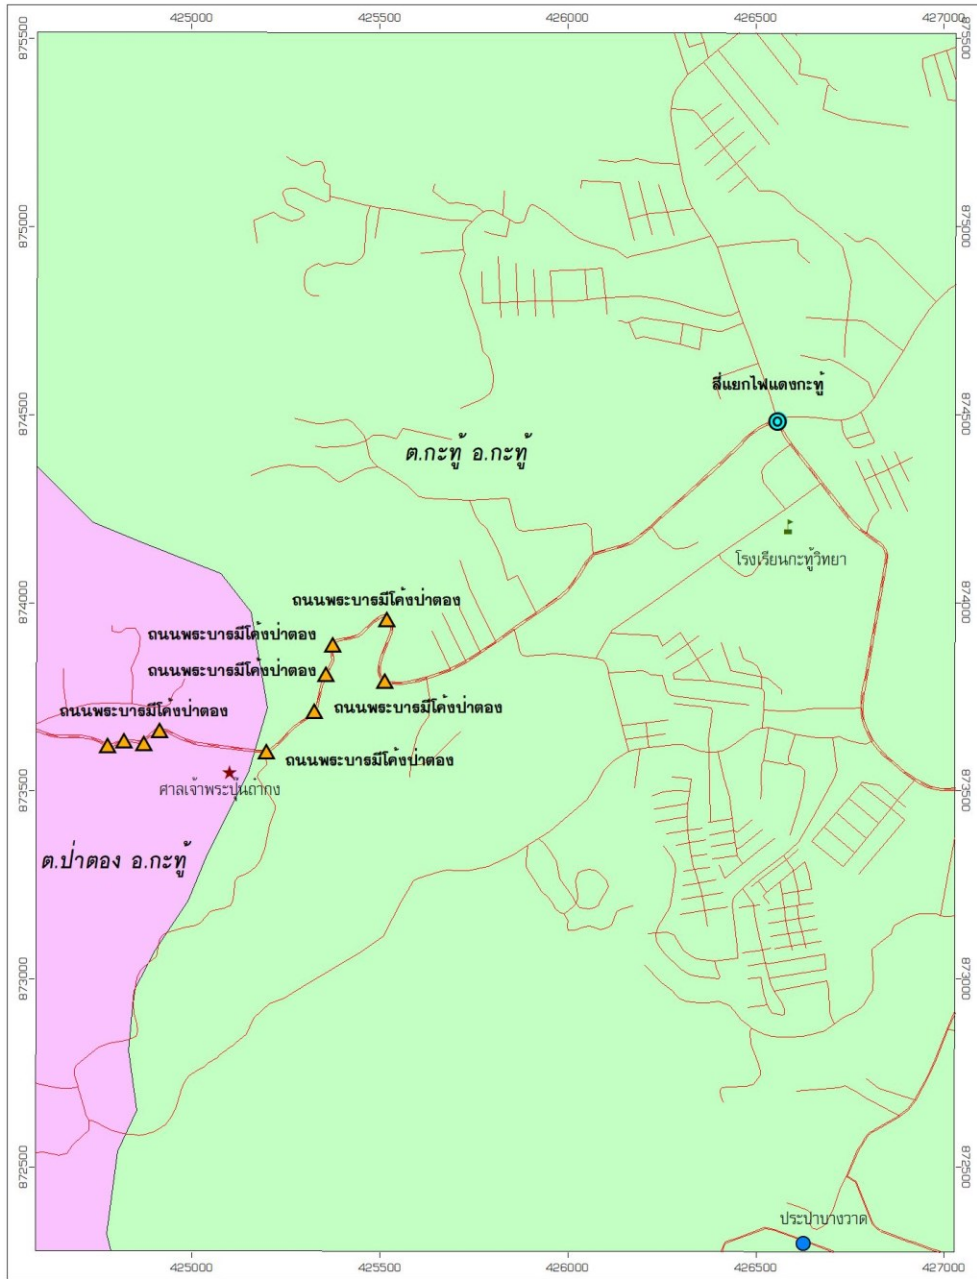 425000 425500 426000 426500 427000
875500 875500
875000 875000
สี่แยกไฟแดงกะทู้
874500 874500
ต.กะทู้ อ.กะทู้
โรงเรียนกะทู้วิทยา
874000 874000
ถนนพระบารมีโค้งป่าตอง
ถนนพระบารมีโค้งป่าตอง
ถนนพระบารมีโค้งป่าตอง
ถนนพระบารมีโค้งป่าตอง
ถนนพระบารมีโค้งป่าตอง
ถนนพระบารมีโค้งป่าตอง
873500 873500
ศาลเจ้าพระปุ่นเถ่ากง
ต.ป่าตอง อ.กะทู้
873000 873000
872500 872500
ประปาบางวาด
425000 425500 426000 426500 427000